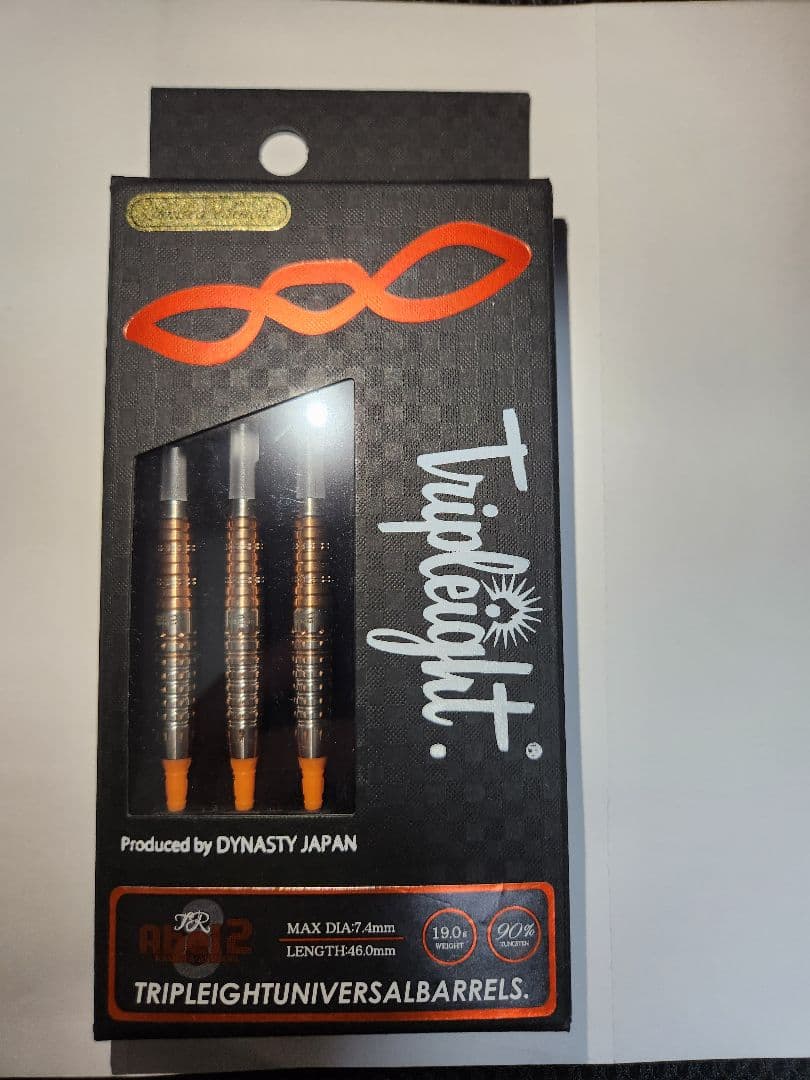 Tripleight.
Produced by DYNASTY JAPAN
T&R
MAX DIA:7.4mm
LENGTH:46.0mm
19.0g
WEIGHT
90%
TUNGSTEN
TRIPLEIGHTUNIVERSALBARRELS.